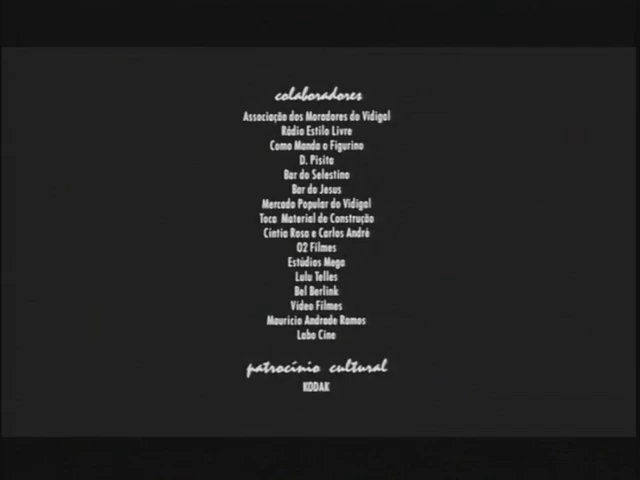 colaboradores
Associação dos Moradores do Vidigal
Rádio Estilo Livre
Como Manda o Figurino
D. Pisita
Bar do Selestino
Bar do Jesus
Mercado Popular do Vidigal
Toca Material de Construção
Cíntia Rosa e Carlos André
O2 Filmes
Estúdios Mega
Lulu Telles
Bel Berlink
Video Filmes
Mauricio Andrade Ramos
Labo Cine
patrocínio cultural
KODAK